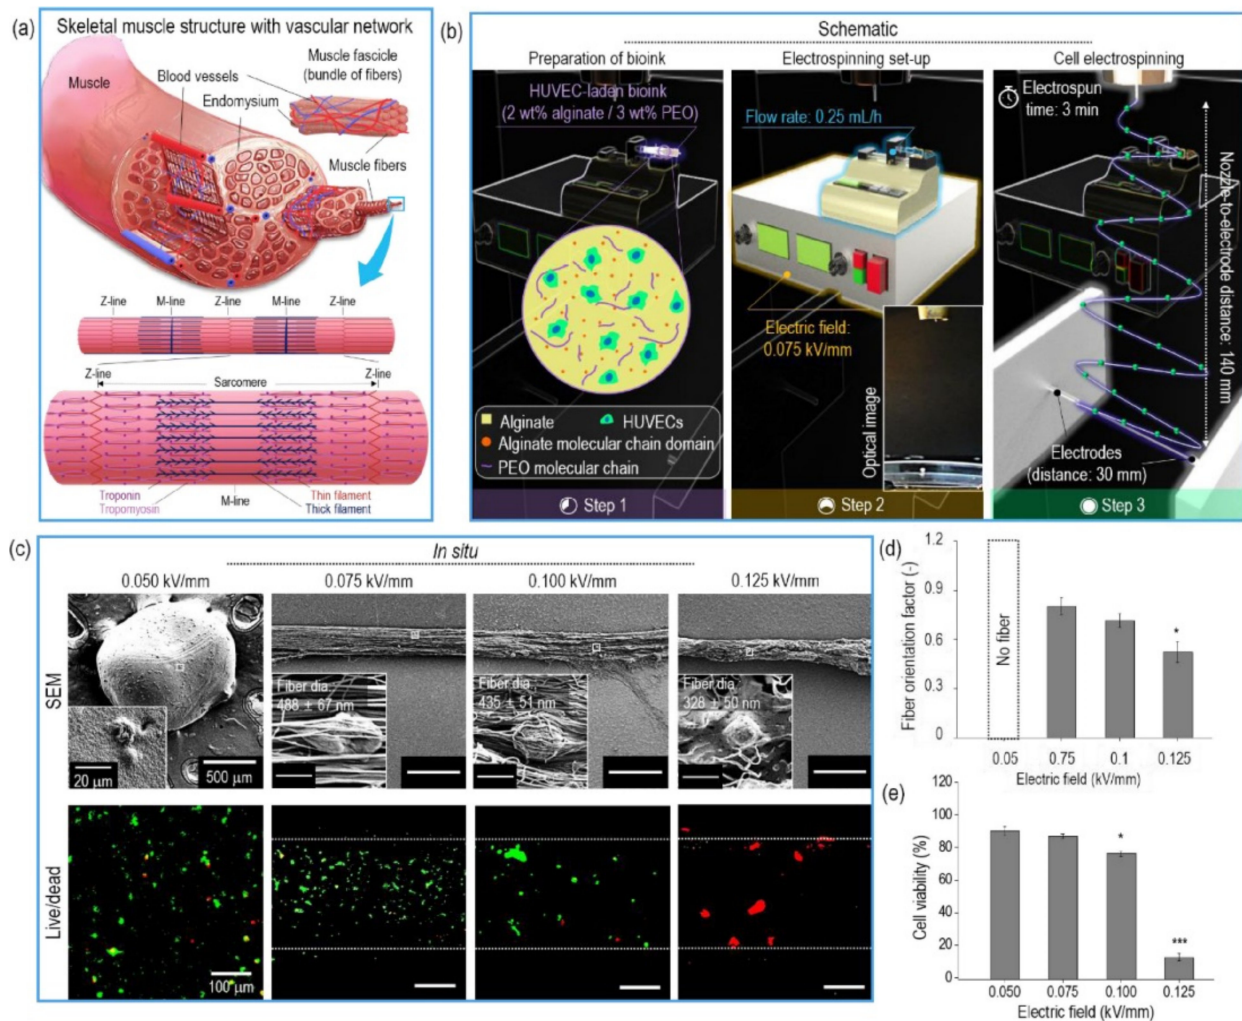 (a)
Skeletal muscle structure with vascular network
Muscle
Blood vessels
Endomysium
Muscle fascicle
(bundle of fibers)
Muscle fibers
Z-line M-line Z-line M-line Z-line
Z-line Sarcomere Z-line
Troponin
Tropomyosin
M-line
Thin filament
Thick filament
(b)
Schematic
Preparation of bioink
HUVEC-laden bioink
(2 wt% alginate / 3 wt% PEO)
Alginate HUVECs
Alginate molecular chain domain
PEO molecular chain
Step 1
Electrospinning set-up
Flow rate: 0.25 mL/h
Electric field:
0.075 kV/mm
Optical image
Step 2
Cell electrospinning
Electrospun
time: 3 min
Nozzle-to-electrode distance: 140 mm
Electrodes
(distance: 30 mm)
Step 3
(c)
In situ
0.050 kV/mm 0.075 kV/mm 0.100 kV/mm 0.125 kV/mm
SEM
20 μm
500 μm
Fiber dia.
488 ± 67 nm
Fiber dia.
435 ± 51 nm
Fiber dia.
328 ± 50 nm
Live/dead
100 μm
(d)
Fiber orientation factor (-)
1.2
0.9
0.6
0.3
0
No fiber
*
0.05 0.75 0.1 0.125
Electric field (kV/mm)
(e)
Cell viability (%)
120
100
80
60
40
20
0
*
***
0.050 0.075 0.100 0.125
Electric field (kV/mm)